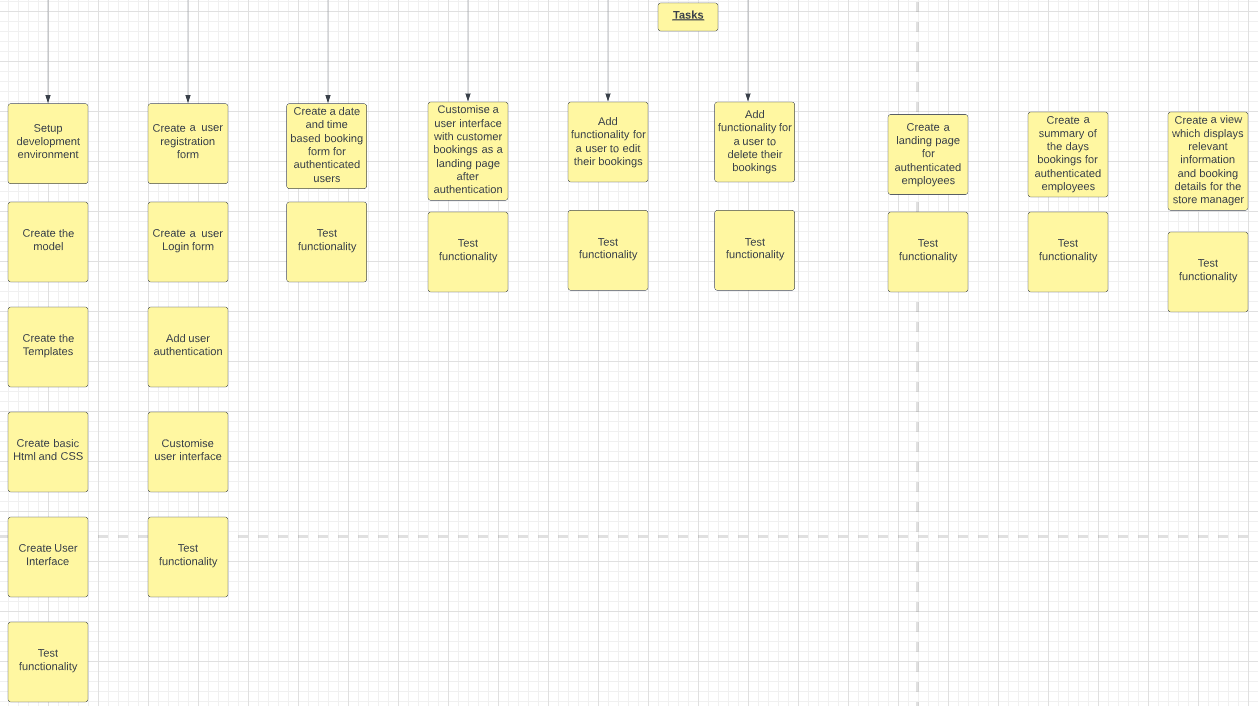 Tasks
Setup
development
environment
Create a user
registration
form
Create a date
and time
based booking
form for
authenticated
users
Customise a
user interface
with customer
bookings as a
landing page
after
authentication
Add
functionality for
a user to edit
their bookings
Add
functionality for
a user to
delete their
bookings
Create a
landing page
for
authenticated
employees
Create a
summary of
the days
bookings for
authenticated
employees
Create a view
which displays
relevant
information
and booking
details for the
store manager
Create the
model
Create a user
Login form
Test
functionality
Test
functionality
Test
functionality
Test
functionality
Test
functionality
Test
functionality
Test
functionality
Create the
Templates
Add user
authentication
Create basic
Html and CSS
Customise
user interface
Create User
Interface
Test
functionality
Test
functionality